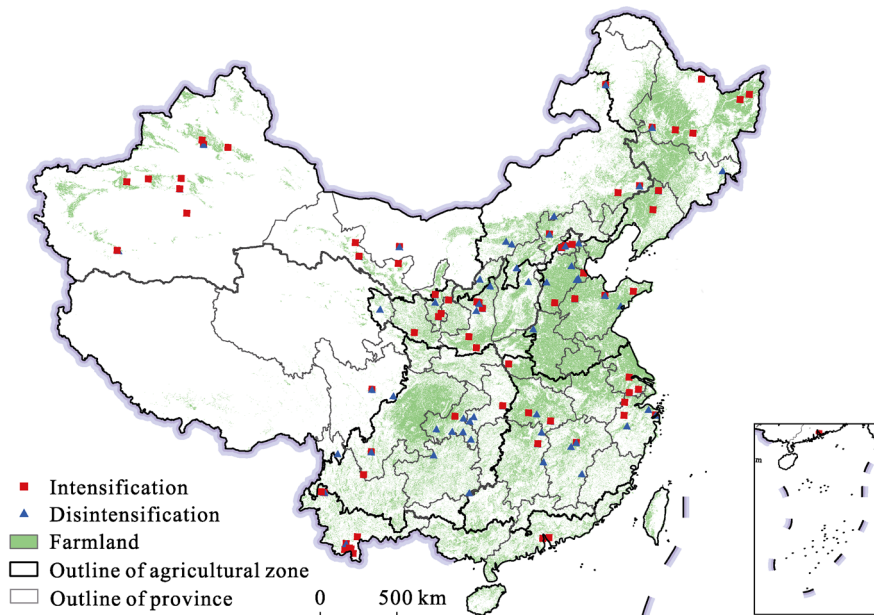 Intensification
Disintensification
Farmland
Outline of agricultural zone
Outline of province
0 500 km
m